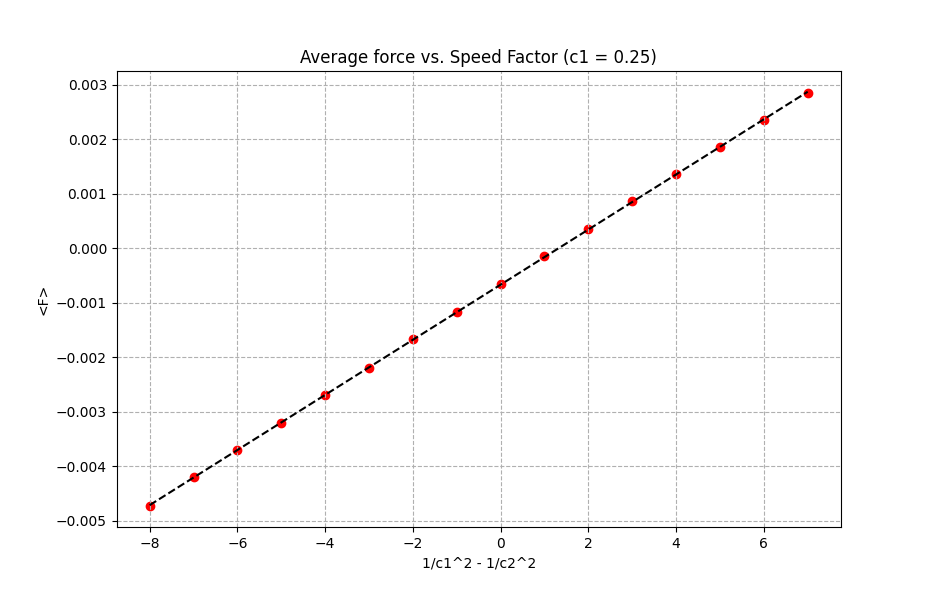 Average force vs. Speed Factor (c1 = 0.25)
0.003
0.002
0.001
0.000
−0.001
−0.002
−0.003
−0.004
−0.005
<F>
−8 −6 −4 −2 0 2 4 6
1/c1^2 - 1/c2^2